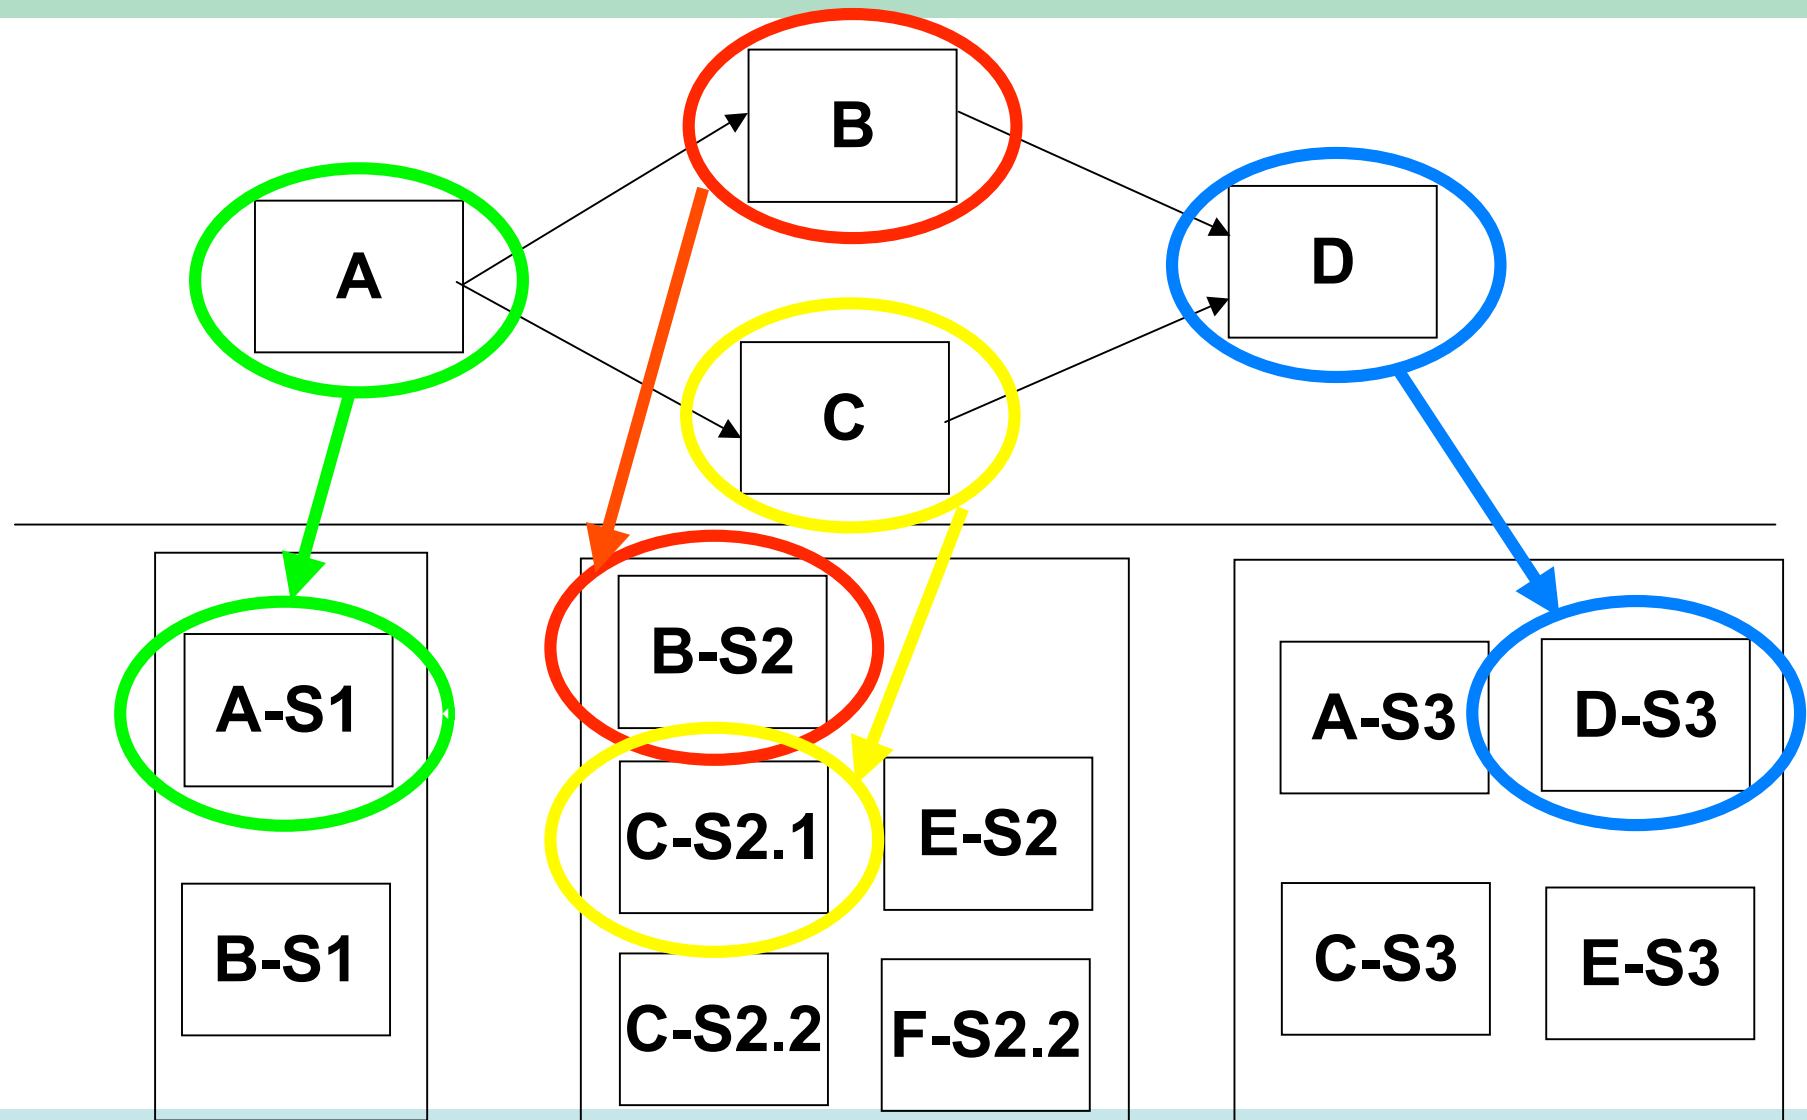 B
A
D
C
A-S1
B-S1
B-S2
C-S2.1
E-S2
C-S2.2
F-S2.2
A-S3
D-S3
C-S3
E-S3